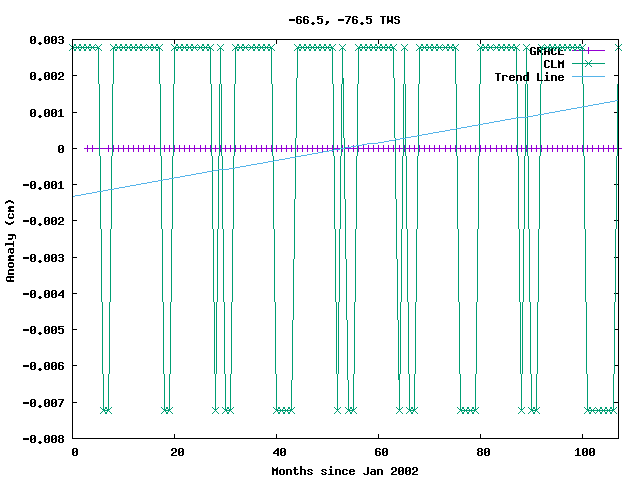 -66.5, -76.5 TWS
0.003
0.002
0.001
0
-0.001
-0.002
-0.003
-0.004
-0.005
-0.006
-0.007
-0.008
Anomaly (cm)
GRACE
CLM
Trend Line
0 20 40 60 80 100
Months since Jan 2002